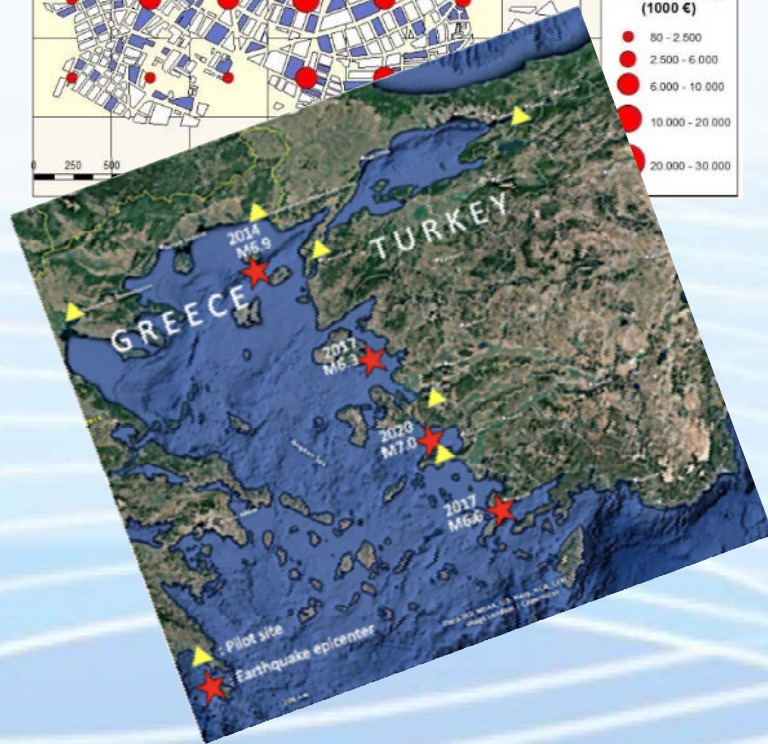 (1000 €)
80 - 2.500
2.500 - 6.000
6.000 - 10.000
10.000 - 20.000
20.000 - 30.000
0 250 500
TURKEY
2014
M6.9
GREECE
2017
M6.3
2020
M7.0
2017
M6.6
: Pilot site
: Earthquake epicenter